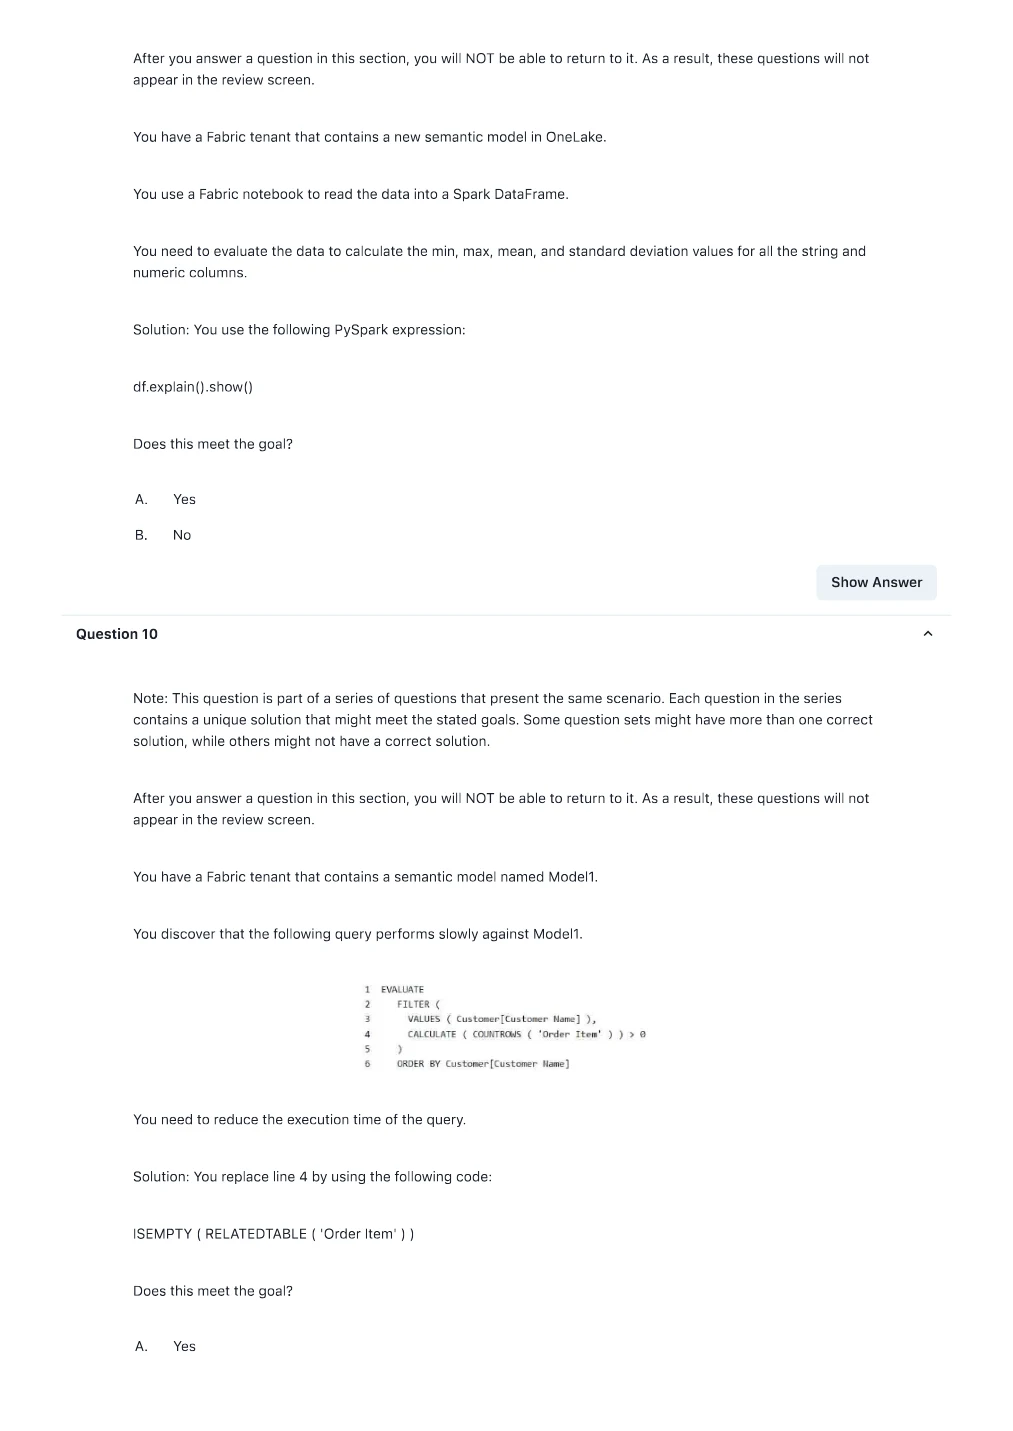 After you answer a question in this section, you will NOT be able to return to it. As a result, these questions will not
appear in the review screen.
You have a Fabric tenant that contains a new semantic model in OneLake.
You use a Fabric notebook to read the data into a Spark DataFrame.
You need to evaluate the data to calculate the min, max, mean, and standard deviation values for all the string and
numeric columns.
Solution: You use the following PySpark expression:
df.explain().show()
Does this meet the goal?
A. Yes
B. No
Show Answer
Question 10
Note: This question is part of a series of questions that present the same scenario. Each question in the series
contains a unique solution that might meet the stated goals. Some question sets might have more than one correct
solution, while others might not have a correct solution.
After you answer a question in this section, you will NOT be able to return to it. As a result, these questions will not
appear in the review screen.
You have a Fabric tenant that contains a semantic model named Model1.
You discover that the following query performs slowly against Model1.
1 EVALUATE
2 FILTER (
3 VALUES ( Customer[Customer Name] ),
4 CALCULATE ( COUNTROWS ( 'Order Item' ) ) > 0
5 )
6 ORDER BY Customer[Customer Name]
You need to reduce the execution time of the query.
Solution: You replace line 4 by using the following code:
ISEMPTY ( RELATEDTABLE ( 'Order Item' ) )
Does this meet the goal?
A. Yes